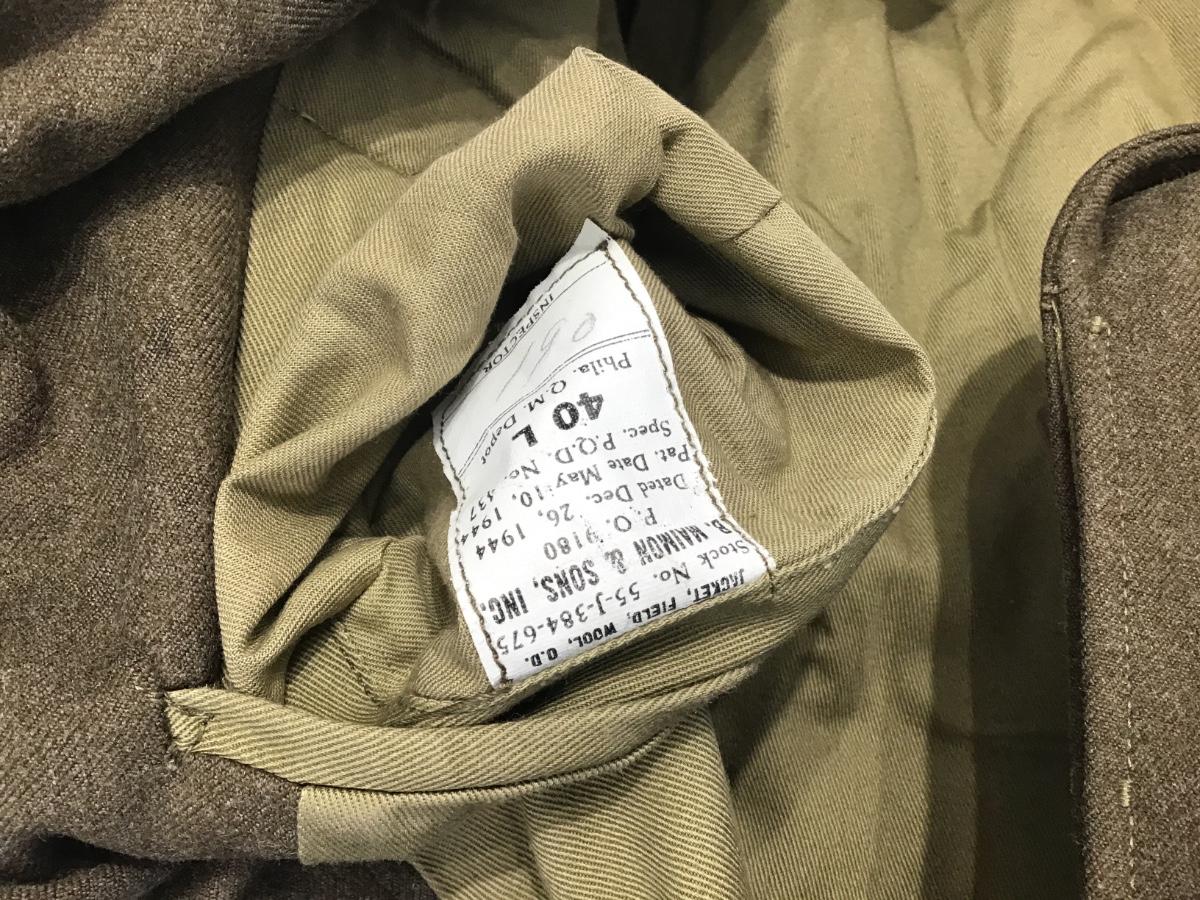 JACKET, FIELD, WOOL, O.D.
Stock No. 55-J-384-675
B. MAIMON & SONS, INC.
P.O. 9180
Dated Dec. 26, 1944
Pat. Date May 10, 1944
Spec. P.Q.D. No. 437
40 L
Phila. Q.M. Depot
INSPECTOR